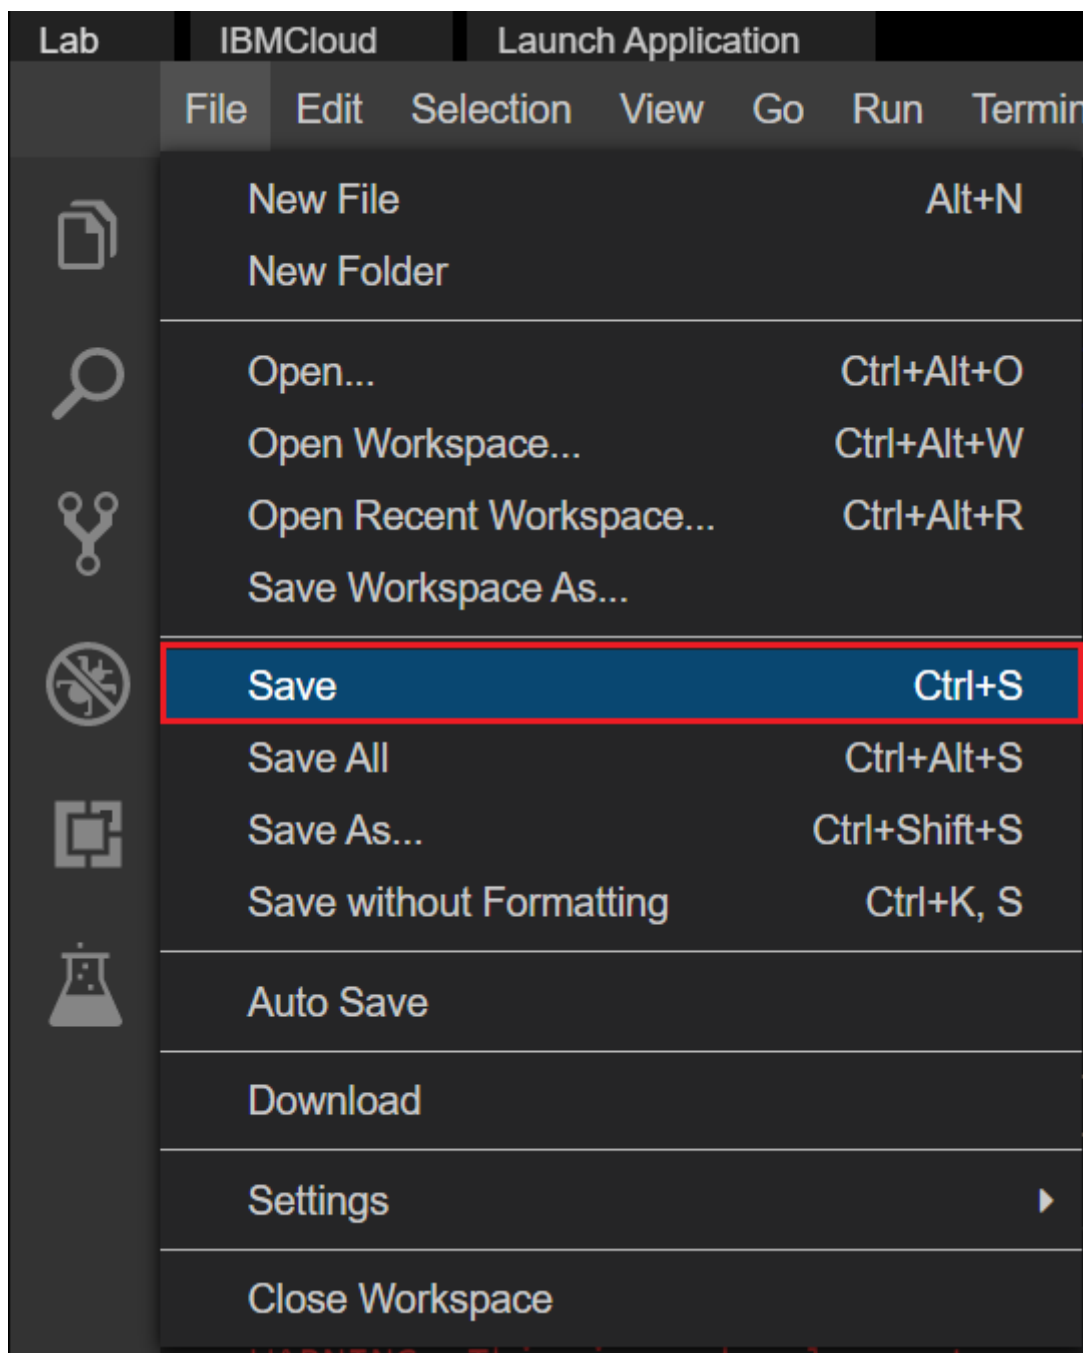 Lab IBMCloud Launch Application
File Edit Selection View Go Run Termin
New File Alt+N
New Folder
Open... Ctrl+Alt+O
Open Workspace... Ctrl+Alt+W
Open Recent Workspace... Ctrl+Alt+R
Save Workspace As...
Save Ctrl+S
Save All Ctrl+Alt+S
Save As... Ctrl+Shift+S
Save without Formatting Ctrl+K, S
Auto Save
Download
Settings
Close Workspace